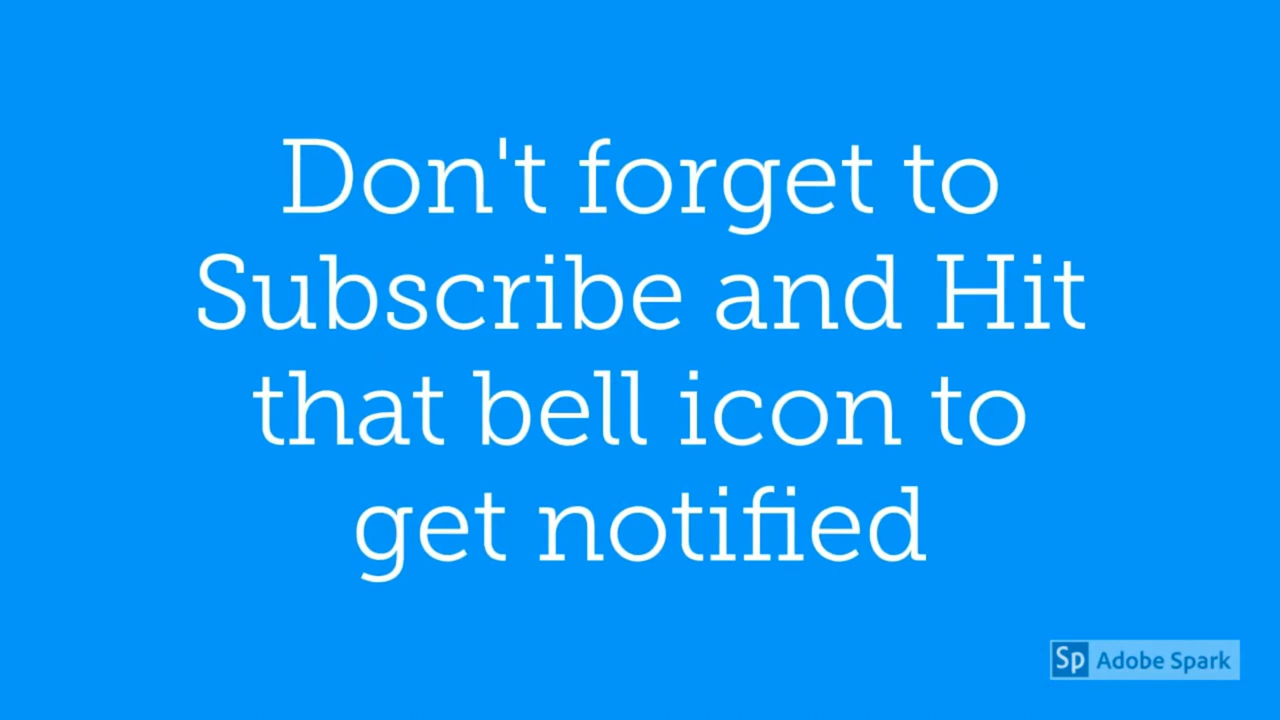 Don't forget to
Subscribe and Hit
that bell icon to
get notified
Sp Adobe Spark